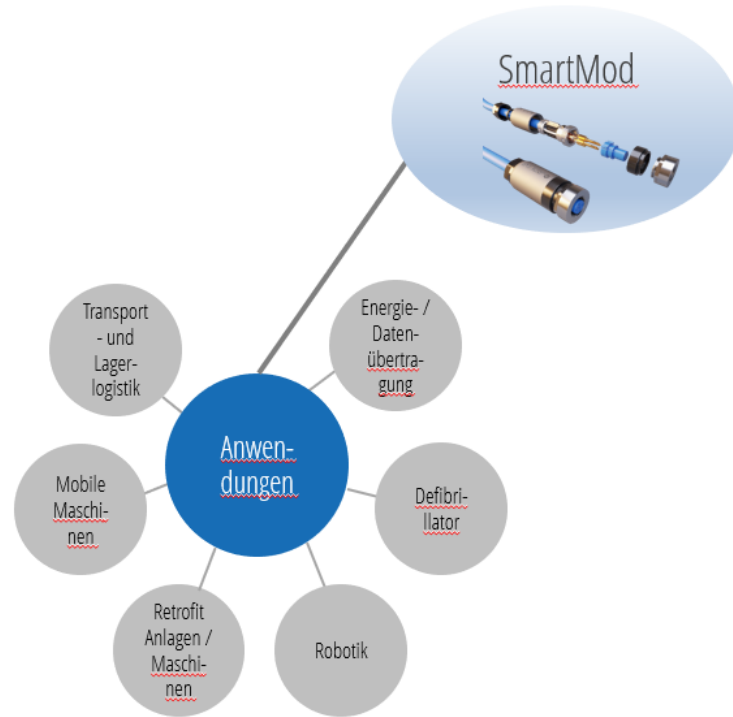 SmartMod
Transport
- und
Lager-
logistik
Energie- /
Daten-
übertra-
gung
Anwen-
dungen
Mobile
Maschi-
nen
Defibri-
llator
Retrofit
Anlagen /
Maschi-
nen
Robotik